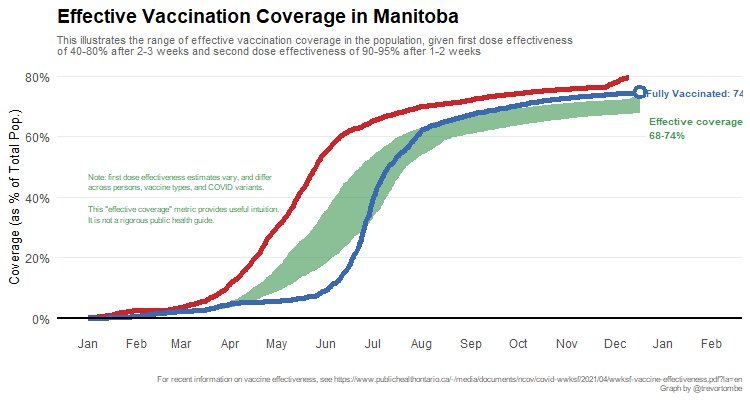 Effective Vaccination Coverage in Manitoba
This illustrates the range of effective vaccination coverage in the population, given first dose effectiveness
of 40-80% after 2-3 weeks and second dose effectiveness of 90-95% after 1-2 weeks
Coverage (as % of Total Pop.)
80%
60%
40%
20%
0%
Fully Vaccinated: 74
Effective coverage
68-74%
Note: first dose effectiveness estimates vary, and differ
across persons, vaccine types, and COVID variants.
This "effective coverage" metric provides useful intuition.
It is not a rigorous public health guide.
Jan Feb Mar Apr May Jun Jul Aug Sep Oct Nov Dec Jan Feb
For recent information on vaccine effectiveness, see https://www.publichealthontario.ca/-/media/documents/ncov/covid-wwksf/2021/04/wwksf-vaccine-effectiveness.pdf?la=en
Graph by @trevortombe